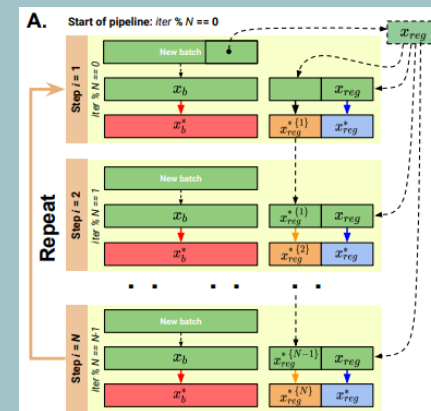 A. Start of pipeline: iter % N == 0
x_reg
Repeat
Step i = 1
iter % N == 0
New batch
x_b
x_reg
x_b^*
x_reg^{*{1}}
x_reg^*
Step i = 2
iter % N == 1
New batch
x_b
x_reg^{*{1}}
x_reg
x_b^*
x_reg^{*{2}}
x_reg^*
. . . .
Step i = N
iter % N == N-1
New batch
x_b
x_reg^{*{N-1}}
x_reg
x_b^*
x_reg^{*{N}}
x_reg^*